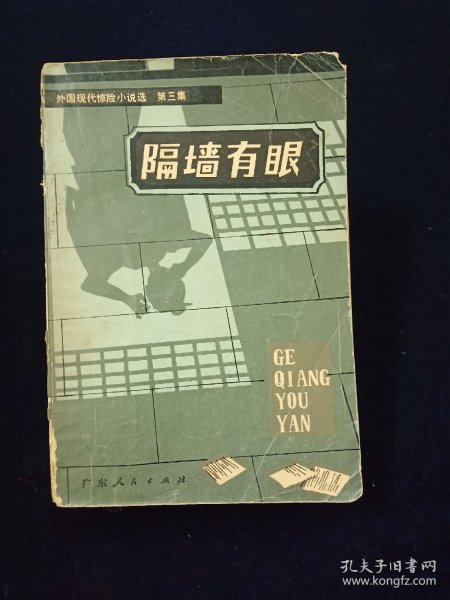 外国现代惊险小说选 第三集
隔墙有眼
GE
QIANG
YOU
YAN
广东人民出版社
孔夫子旧书网
www.kongfz.com